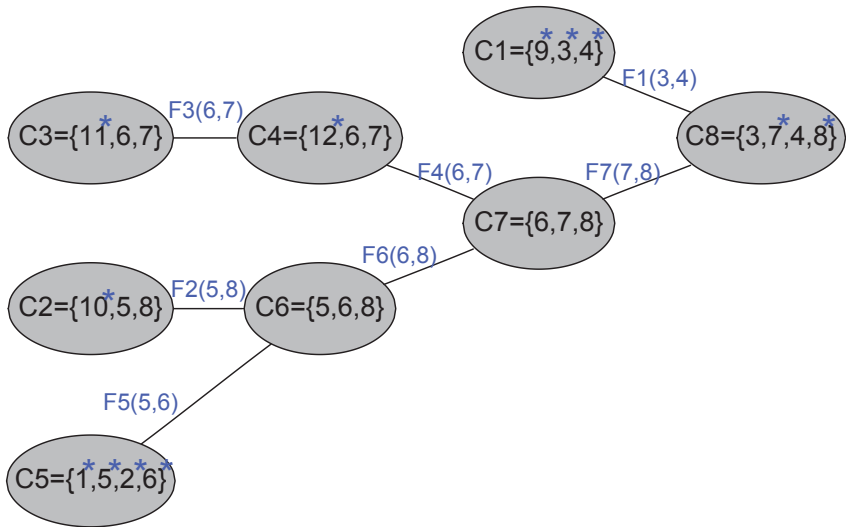 C1={9*,3*,4*}
F1(3,4)
F3(6,7)
C3={11*,6,7}
C4={12*,6,7}
C8={3,7*,4,8*}
F4(6,7)
F7(7,8)
C7={6,7,8}
F6(6,8)
F2(5,8)
C2={10*,5,8}
C6={5,6,8}
F5(5,6)
C5={1*,5*,2*,6*}